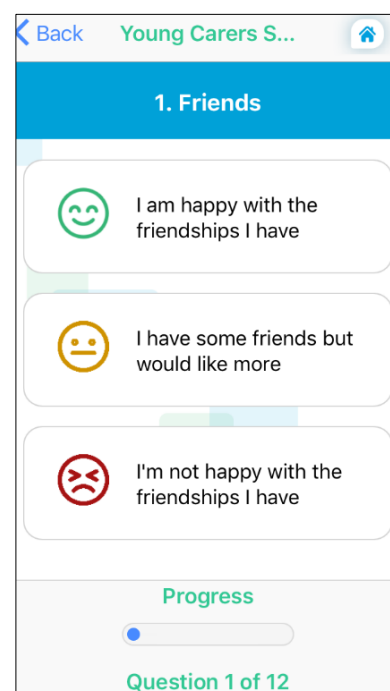 Back Young Carers S...
1. Friends
I am happy with the
friendships I have
I have some friends but
would like more
I'm not happy with the
friendships I have
Progress
Question 1 of 12